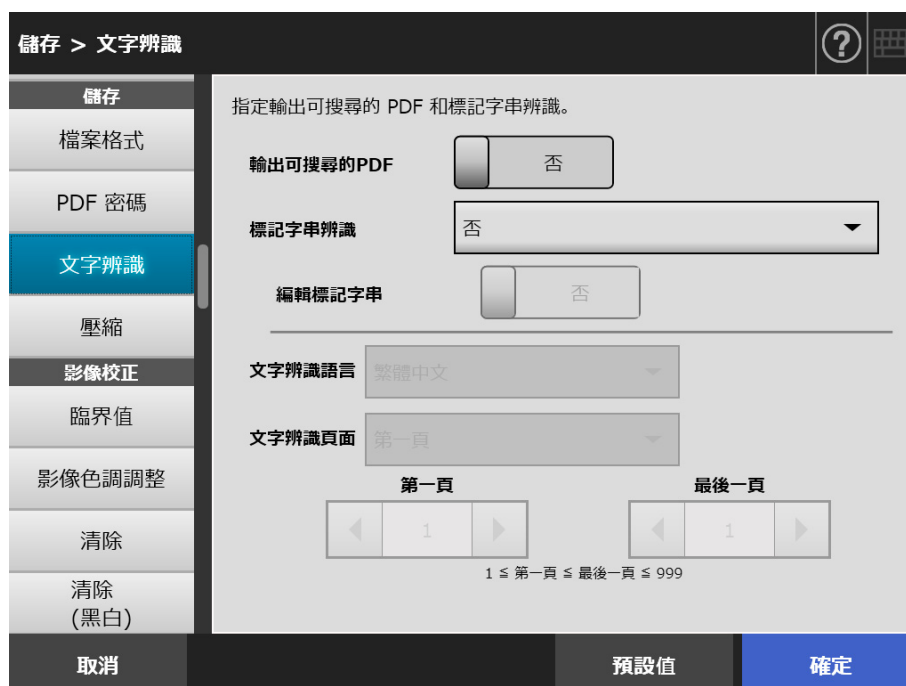 儲存 > 文字辨識
?
儲存
檔案格式
PDF 密碼
文字辨識
壓縮
影像校正
臨界值
影像色調調整
清除
清除
(黑白)
指定輸出可搜尋的 PDF 和標記字串辨識。
輸出可搜尋的PDF
否
標記字串辨識
否
編輯標記字串
否
文字辨識語言
繁體中文
文字辨識頁面
第一頁
第一頁
最後一頁
1
1
1 ≦ 第一頁 ≦ 最後一頁 ≦ 999
取消
預設值
確定